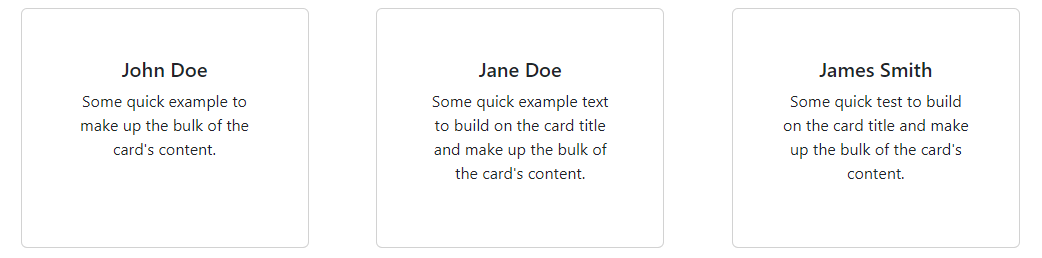 John Doe
Some quick example to
make up the bulk of the
card's content.
Jane Doe
Some quick example text
to build on the card title
and make up the bulk of
the card's content.
James Smith
Some quick test to build
on the card title and make
up the bulk of the card's
content.